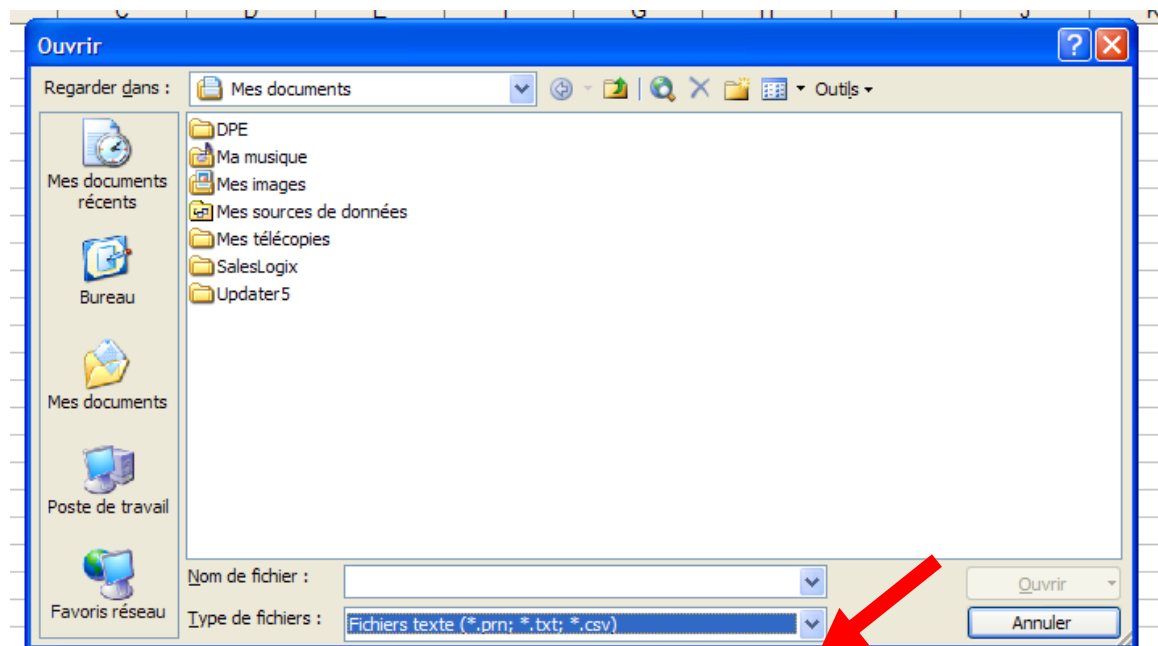 Ouvrir
Regarder dans :
Mes documents
Outils
Mes documents
récents
Bureau
Mes documents
Poste de travail
Favoris réseau
DPE
Ma musique
Mes images
Mes sources de données
Mes télécopies
SalesLogix
Updater5
Nom de fichier :
Ouvrir
Type de fichiers :
Fichiers texte (*.prn; *.txt; *.csv)
Annuler